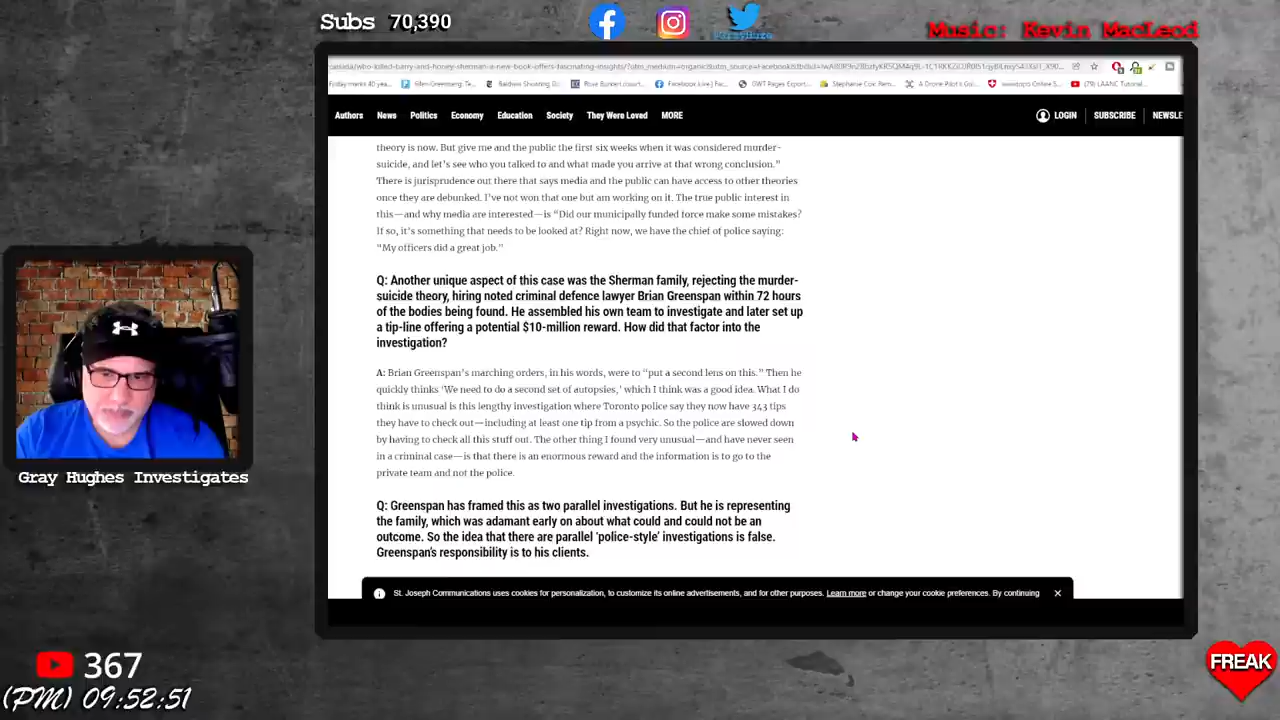 Subs 70,390
Music: Kevin MacLeod
Authors News Politics Economy Education Society They Were Loved MORE LOGIN SUBSCRIBE NEWSLE
theory is now. But give me and the public the first six weeks when it was considered murder-
suicide, and let's see who you talked to and what made you arrive at that wrong conclusion."
There is jurisprudence out there that says media and the public can have access to other theories
once they are debunked. I've not won that one but am working on it. The true public interest in
this—and why media are interested—is "Did our municipally funded force make some mistakes?
If so, it's something that needs to be looked at? Right now, we have the chief of police saying:
"My officers did a great job."
Q: Another unique aspect of this case was the Sherman family, rejecting the murder-
suicide theory, hiring noted criminal defence lawyer Brian Greenspan within 72 hours
of the bodies being found. He assembled his own team to investigate and later set up
a tip-line offering a potential $10-million reward. How did that factor into the
investigation?
A: Brian Greenspan's marching orders, in his words, were to "put a second lens on this." Then he
quickly thinks 'We need to do a second set of autopsies,' which I think was a good idea. What I do
think is unusual is this lengthy investigation where Toronto police say they now have 343 tips
they have to check out—including at least one tip from a psychic. So the police are slowed down
by having to check all this stuff out. The other thing I found very unusual—and have never seen
in a criminal case—is that there is an enormous reward and the information is to go to the
private team and not the police.
Q: Greenspan has framed this as two parallel investigations. But he is representing
the family, which was adamant early on about what could and could not be an
outcome. So the idea that there are parallel 'police-style' investigations is false.
Greenspan's responsibility is to his clients.
St. Joseph Communications uses cookies for personalization, to customize its online advertisements, and for other purposes. Learn more or change your cookie preferences. By continuing
Gray Hughes Investigates
367
(PM) 09:52:51
FREAK